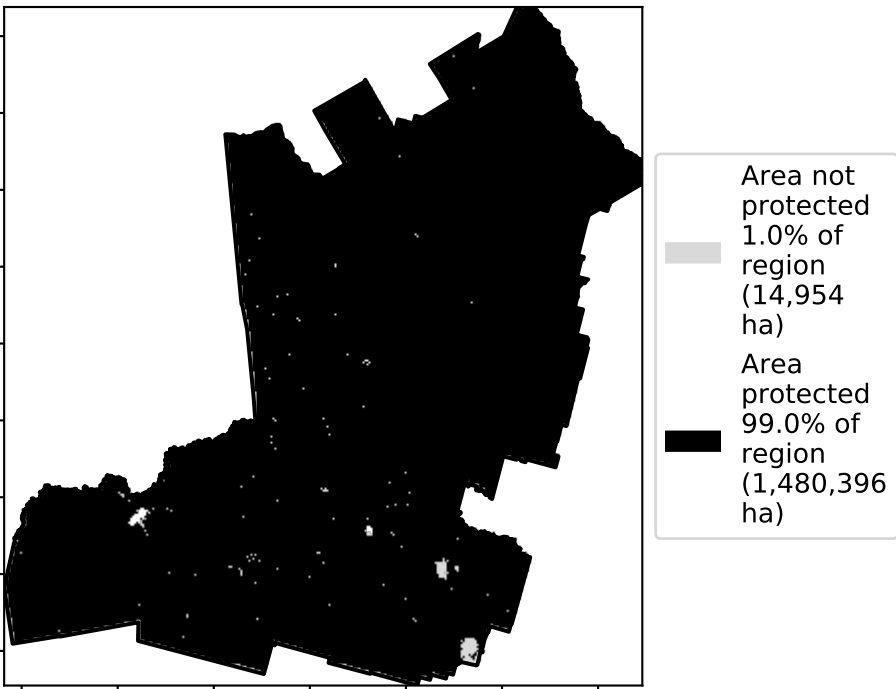 Area not
protected
1.0% of
region
(14,954
ha)
Area
protected
99.0% of
region
(1,480,396
ha)